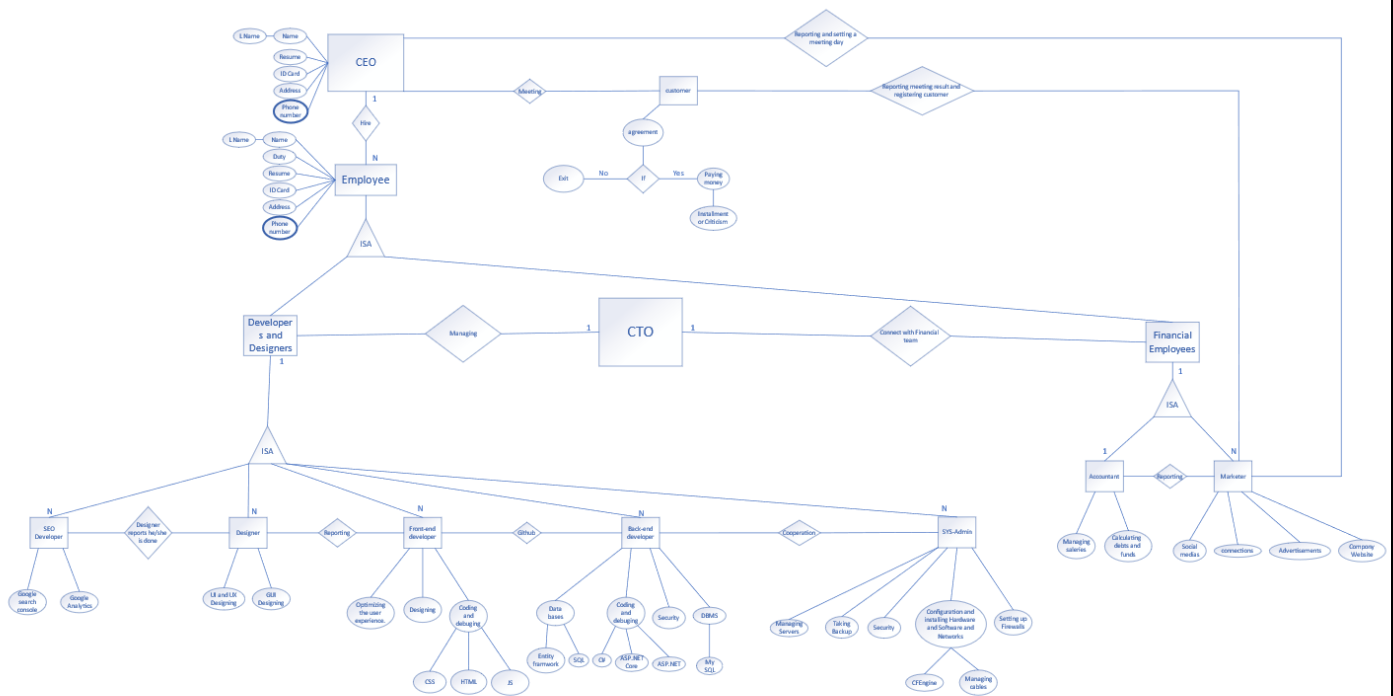 Reporting and setting a
meeting day
S.Name
Name
CEO
Resume
ID Card
Address
Phone
number
Meeting
customer
Reporting meeting result and
registering customer
1
Hire
N
agreement
L.Name
Name
Duty
Resume
ID Card
Address
Phone
number
Employee
Exit
No
If
Yes
Paying
money
Installment
or Criticism
ISA
Developer
s and
Designers
Managing
1
CTO
1
Connect with Financial
team
Financial
Employees
1
1
ISA
ISA
1
N
Accountant
Reporting
Marketer
N
N
N
N
N
SEO
Developer
Designer
reports he/she
is done
Designer
Reporting
Front-end
developer
Github
Back-end
developer
Cooperation
SYS-Admin
Managing
saleries
Calculating
debts and
funds
Social
medias
connections
Advertisements
Company
Website
Google
search
console
Google
Analytics
UI and UX
Designing
GUI
Designing
Optimizing
the user
experience.
Designing
Coding
and
debuging
Data
bases
Coding
and
debuging
Security
DBMS
Managing
Servers
Taking
Backup
Security
Configuration and
installing Hardware
and Software and
Networks
Setting up
Firewalls
CSS
HTML
JS
Entity
framwork
SQL
C#
ASP.NET
Core
ASP.NET
My
SQL
CFEngine
Managing
cables